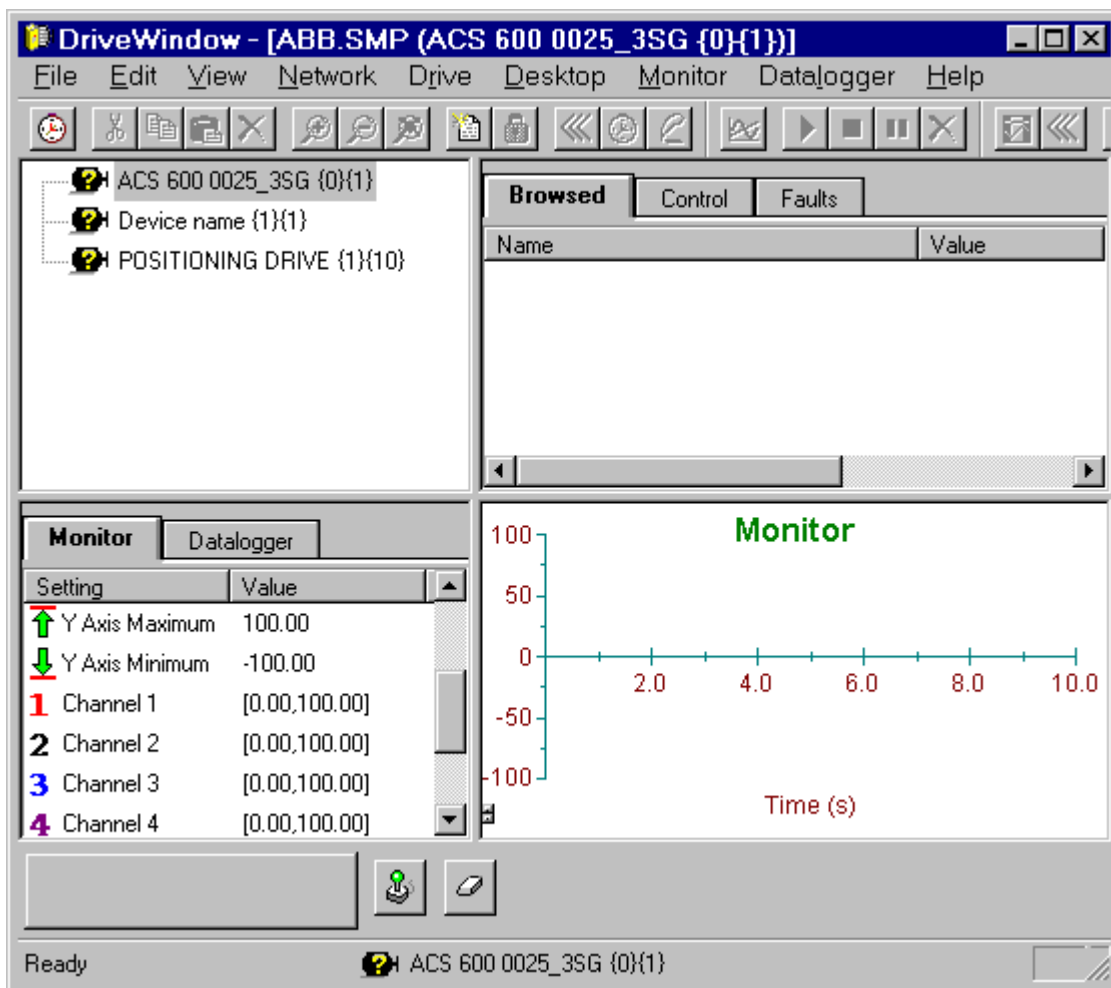 DriveWindow - [ABB.SMP (ACS 600 0025_3SG {0}{1})]
File Edit View Network Drive Desktop Monitor Datalogger Help
ACS 600 0025_3SG {0}{1}
Device name {1}{1}
POSITIONING DRIVE {1}{10}
Browsed Control Faults
Name Value
Monitor Datalogger
Setting Value
Y Axis Maximum 100.00
Y Axis Minimum -100.00
1 Channel 1 [0.00,100.00]
2 Channel 2 [0.00,100.00]
3 Channel 3 [0.00,100.00]
4 Channel 4 [0.00,100.00]
Monitor
100
50
0
2.0 4.0 6.0 8.0 10.0
-50
-100
Time (s)
Ready ACS 600 0025_3SG {0}{1}